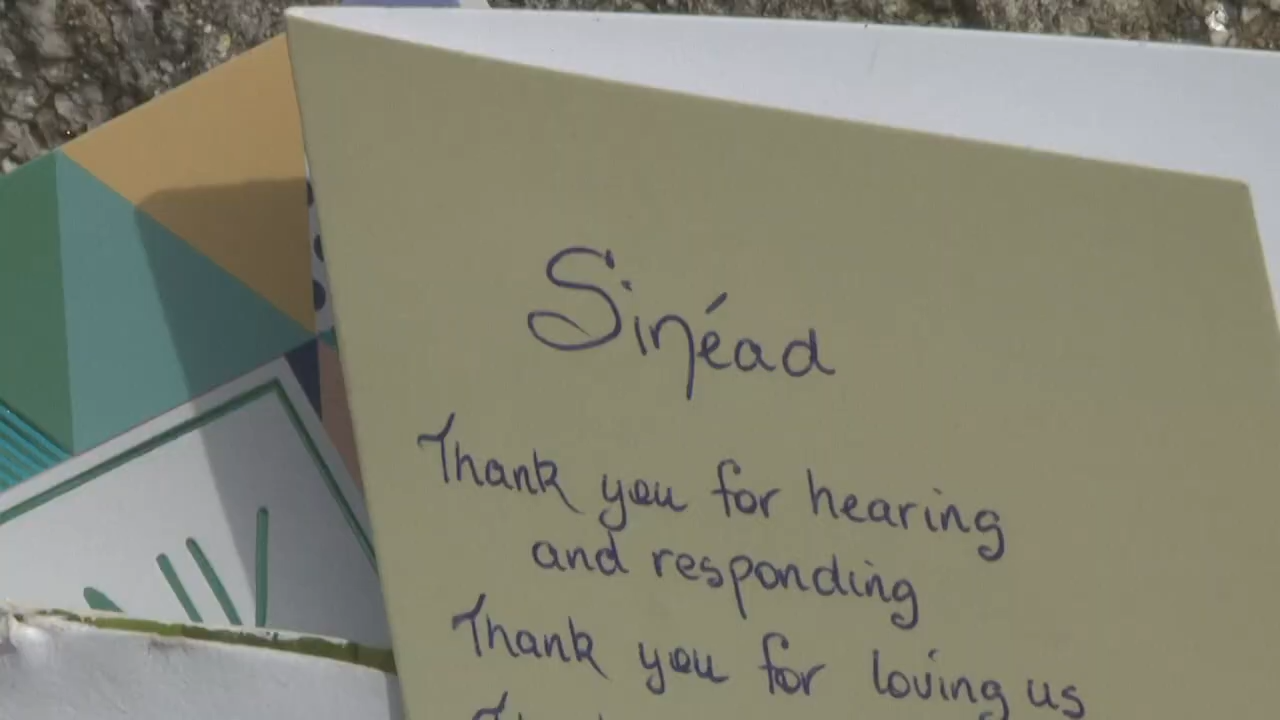 Sinéad
Thank you for hearing
and responding
Thank you for loving us